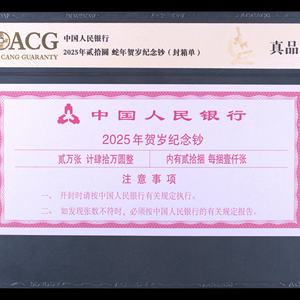 ACG
CANG GUARANTY
中国人民银行
2025年贰拾圆 蛇年贺岁纪念钞（封箱单）
真品
中国人民银行
2025年贺岁纪念钞
贰万张 计肆拾万圆整 内有贰拾捆 每捆壹仟张
注意事项
一、开封时请按中国人民银行有关规定执行。
二、如发现张数不符时，必须按中国人民银行的有关规定报告。